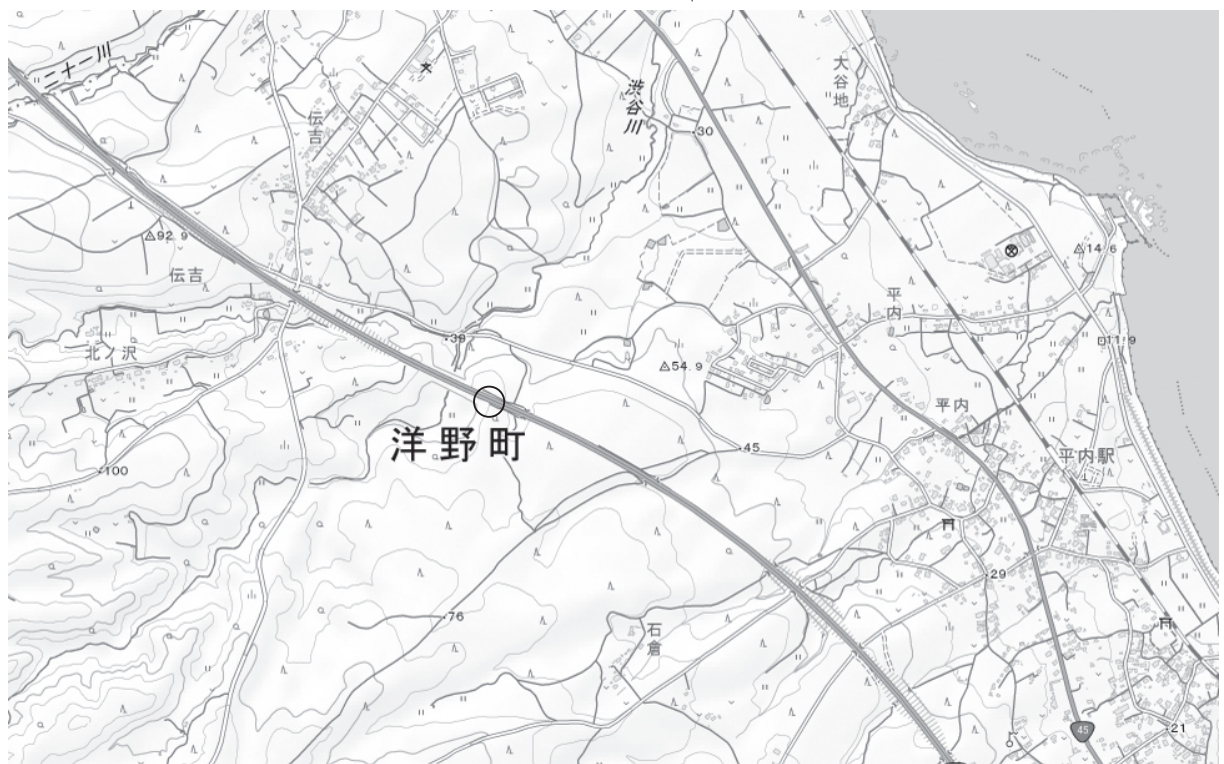 二十一川
伝吉
渋谷川
大谷地
30
92.9
伝吉
14.6
北ノ沢
39
平内
11.9
54.9
平内
洋野町
45
平内駅
100
29
76
石倉
45
21